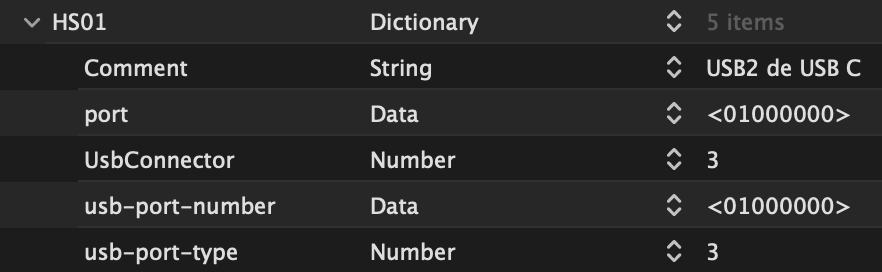 HS01 Dictionary 5 items
Comment String USB2 de USB C
port Data <01000000>
UsbConnector Number 3
usb-port-number Data <01000000>
usb-port-type Number 3